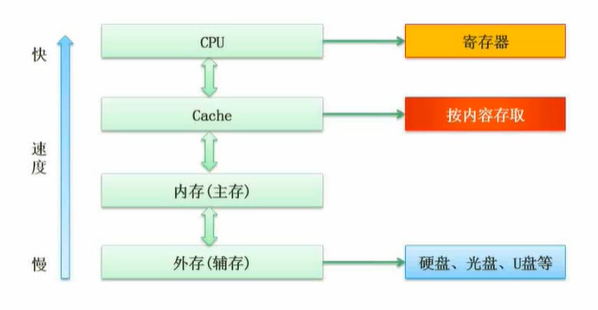 快
CPU
寄存器
Cache
按内容存取
速度
内存(主存)
慢
外存(辅存)
硬盘、光盘、U盘等